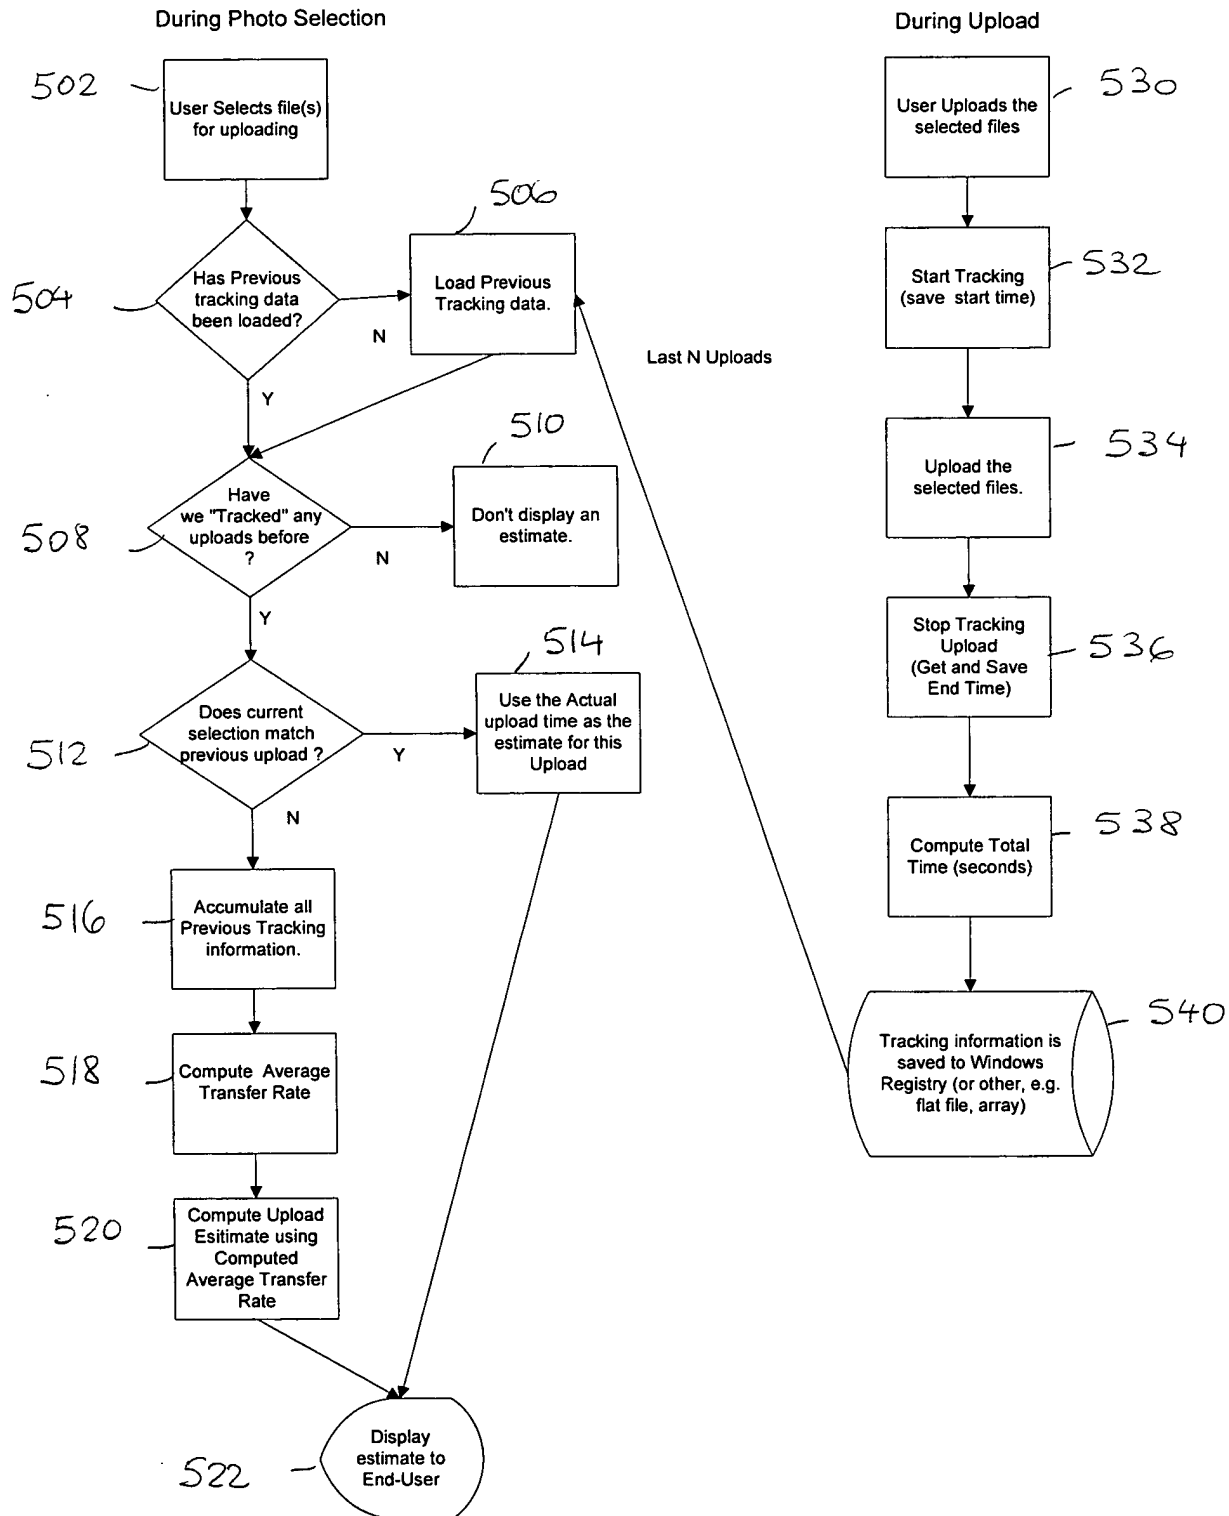 During Photo Selection
502
User Selects file(s)
for uploading
504
Has Previous
tracking data
been loaded?
N
Y
506
Load Previous
Tracking data.
508
Have
we "Tracked" any
uploads before
?
N
Y
510
Don't display an
estimate.
512
Does current
selection match
previous upload ?
Y
N
514
Use the Actual
upload time as the
estimate for this
Upload
516
Accumulate all
Previous Tracking
information.
518
Compute Average
Transfer Rate
520
Compute Upload
Esitimate using
Computed
Average Transfer
Rate
522
Display
estimate to
End-User
Last N Uploads
During Upload
530
User Uploads the
selected files
532
Start Tracking
(save start time)
534
Upload the
selected files.
536
Stop Tracking
Upload
(Get and Save
End Time)
538
Compute Total
Time (seconds)
540
Tracking information is
saved to Windows
Registry (or other, e.g.
flat file, array)